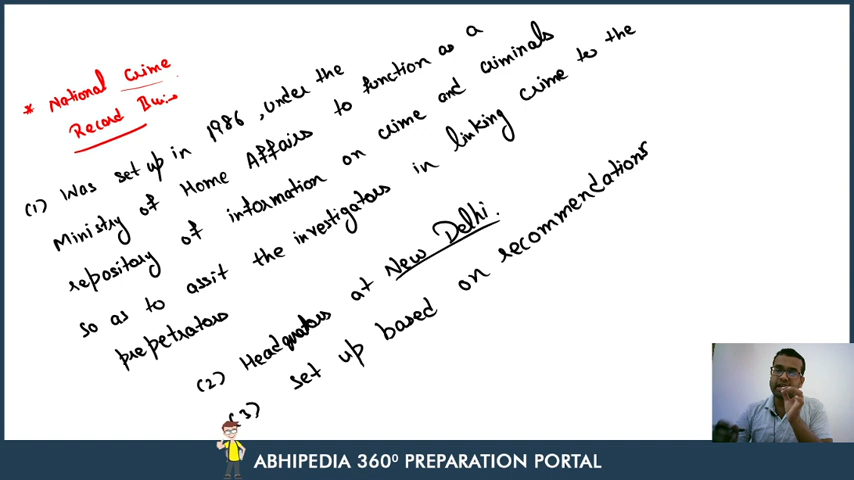 * National Crime
Record Bu
(1) Was set up in 1986, under the
Ministry of Home Affairs to function as a
repository of information on crime and criminals
so as to assit the investigators in linking crime to the
prepetrators
(2) Headquators at New Delhi.
(3) set up based on recommendations
ABHIPEDIA 360° PREPARATION PORTAL